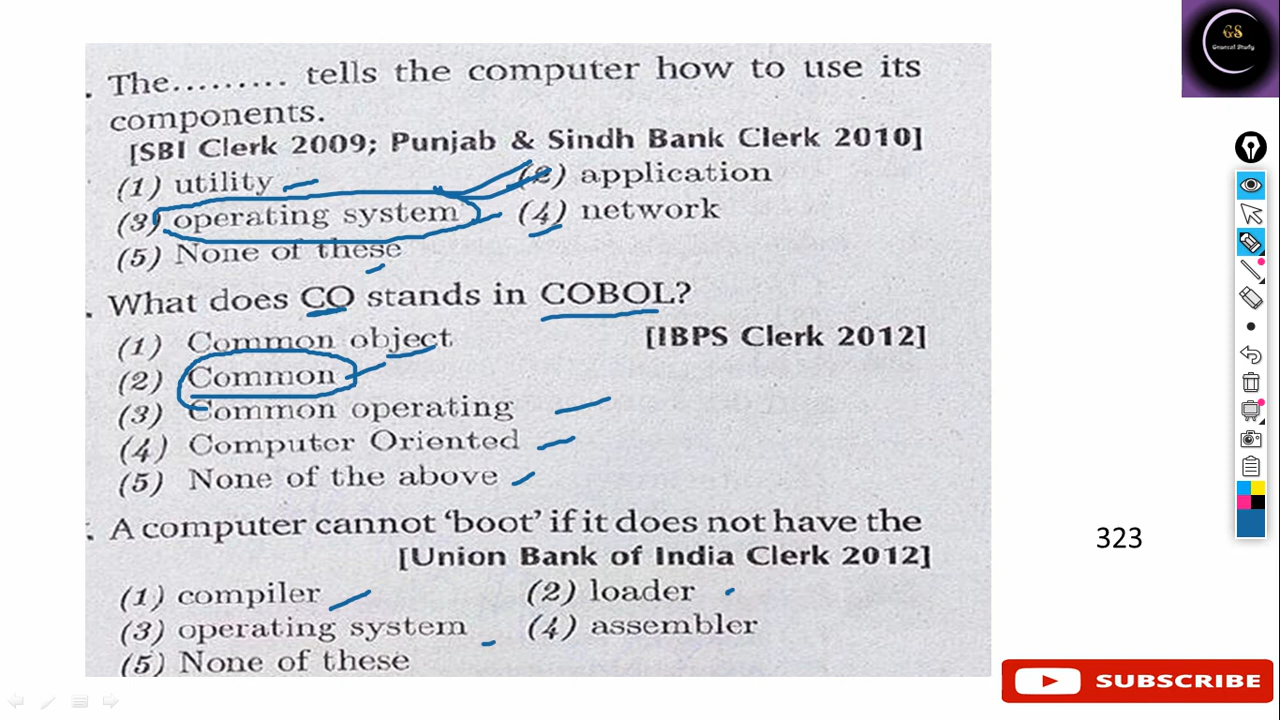 GS
General Study
The......... tells the computer how to use its
components.
[SBI Clerk 2009; Punjab & Sindh Bank Clerk 2010]
(1) utility (2) application
(3) operating system (4) network
(5) None of these
What does CO stands in COBOL?
(1) Common object [IBPS Clerk 2012]
(2) Common
(3) Common operating
(4) Computer Oriented
(5) None of the above
A computer cannot 'boot' if it does not have the
[Union Bank of India Clerk 2012]
(1) compiler (2) loader
(3) operating system (4) assembler
(5) None of these
323
SUBSCRIBE